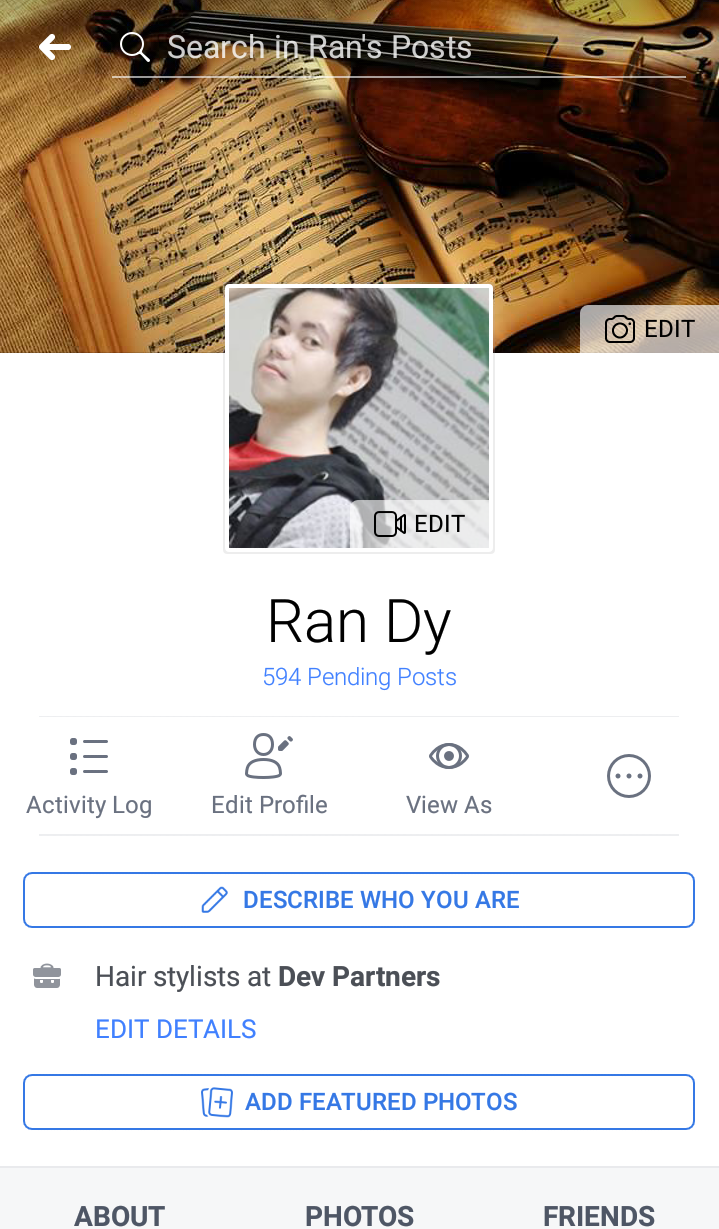 Search in Ran's Posts
EDIT
EDIT
Ran Dy
594 Pending Posts
Activity Log
Edit Profile
View As
DESCRIBE WHO YOU ARE
Hair stylists at Dev Partners
EDIT DETAILS
ADD FEATURED PHOTOS
ABOUT
PHOTOS
FRIENDS